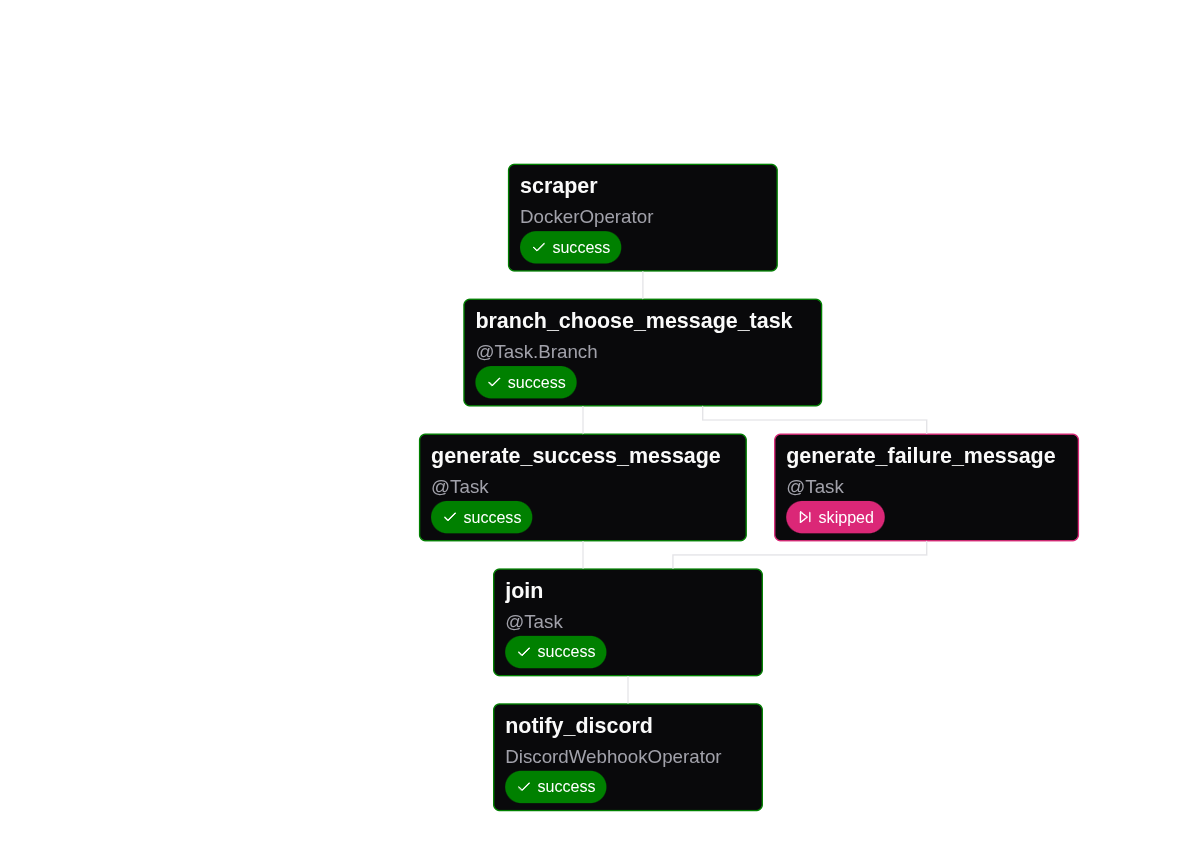 scraper
DockerOperator
success
branch_choose_message_task
@Task.Branch
success
generate_success_message
@Task
success
generate_failure_message
@Task
skipped
join
@Task
success
notify_discord
DiscordWebhookOperator
success